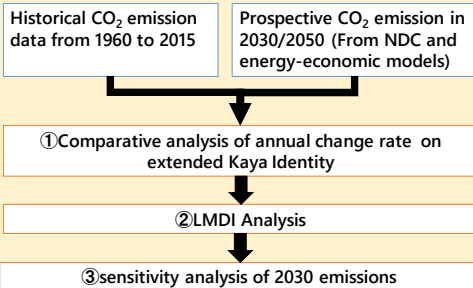 Historical CO₂ emission
data from 1960 to 2015
Prospective CO₂ emission in
2030/2050 (From NDC and
energy-economic models)
①Comparative analysis of annual change rate on
extended Kaya Identity
②LMDI Analysis
③sensitivity analysis of 2030 emissions